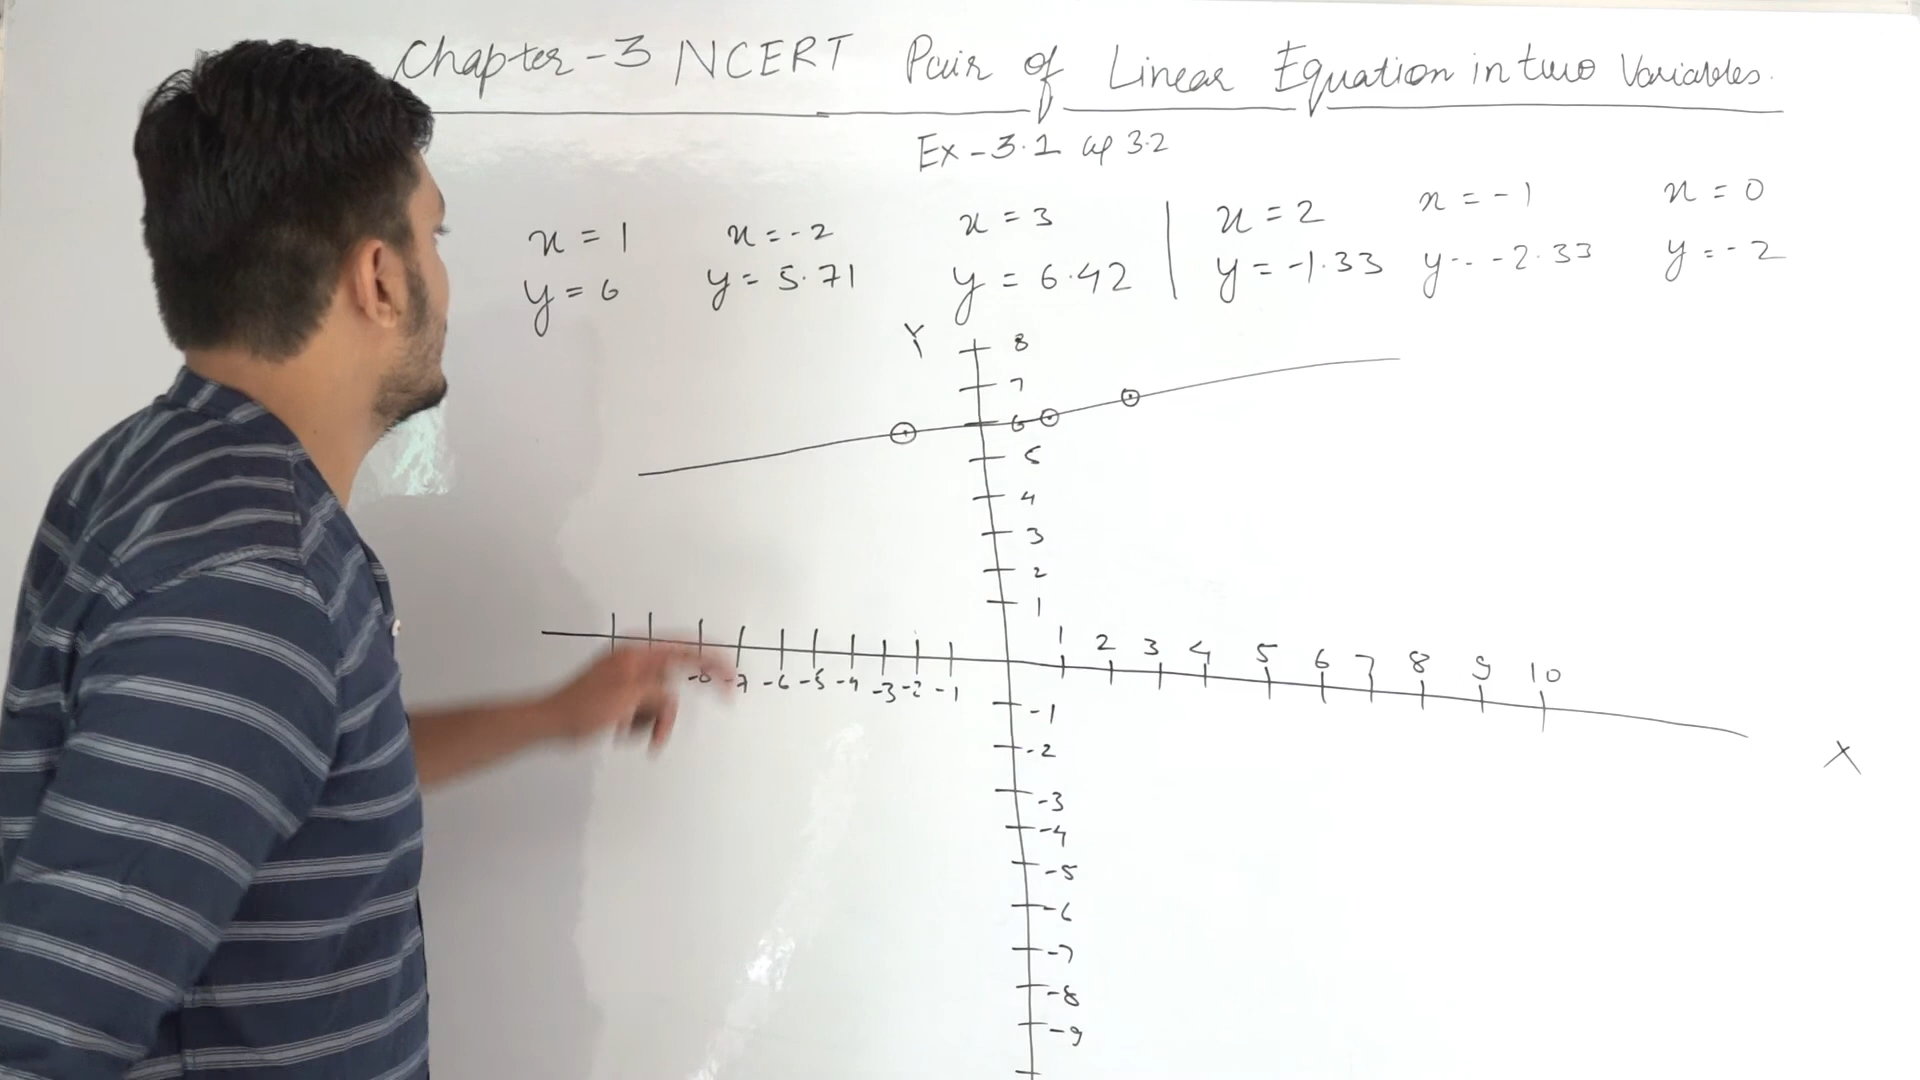 Chapter-3 NCERT Pair of Linear Equation in two Variables.
Ex-3.1 Q 3.2
x = 1 x = -2 x = 3 x = 2 x = -1 x = 0
y = 6 y = 5.71 y = 6.42 y = -1.33 y -- -2.33 y = -2
Y
8
7
6
5
4
3
2
1
1 2 3 4 5 6 7 8 9 10
-8 -7 -6 -5 -4 -3 -2 -1
X
-1
-2
-3
-4
-5
-6
-7
-8
-9